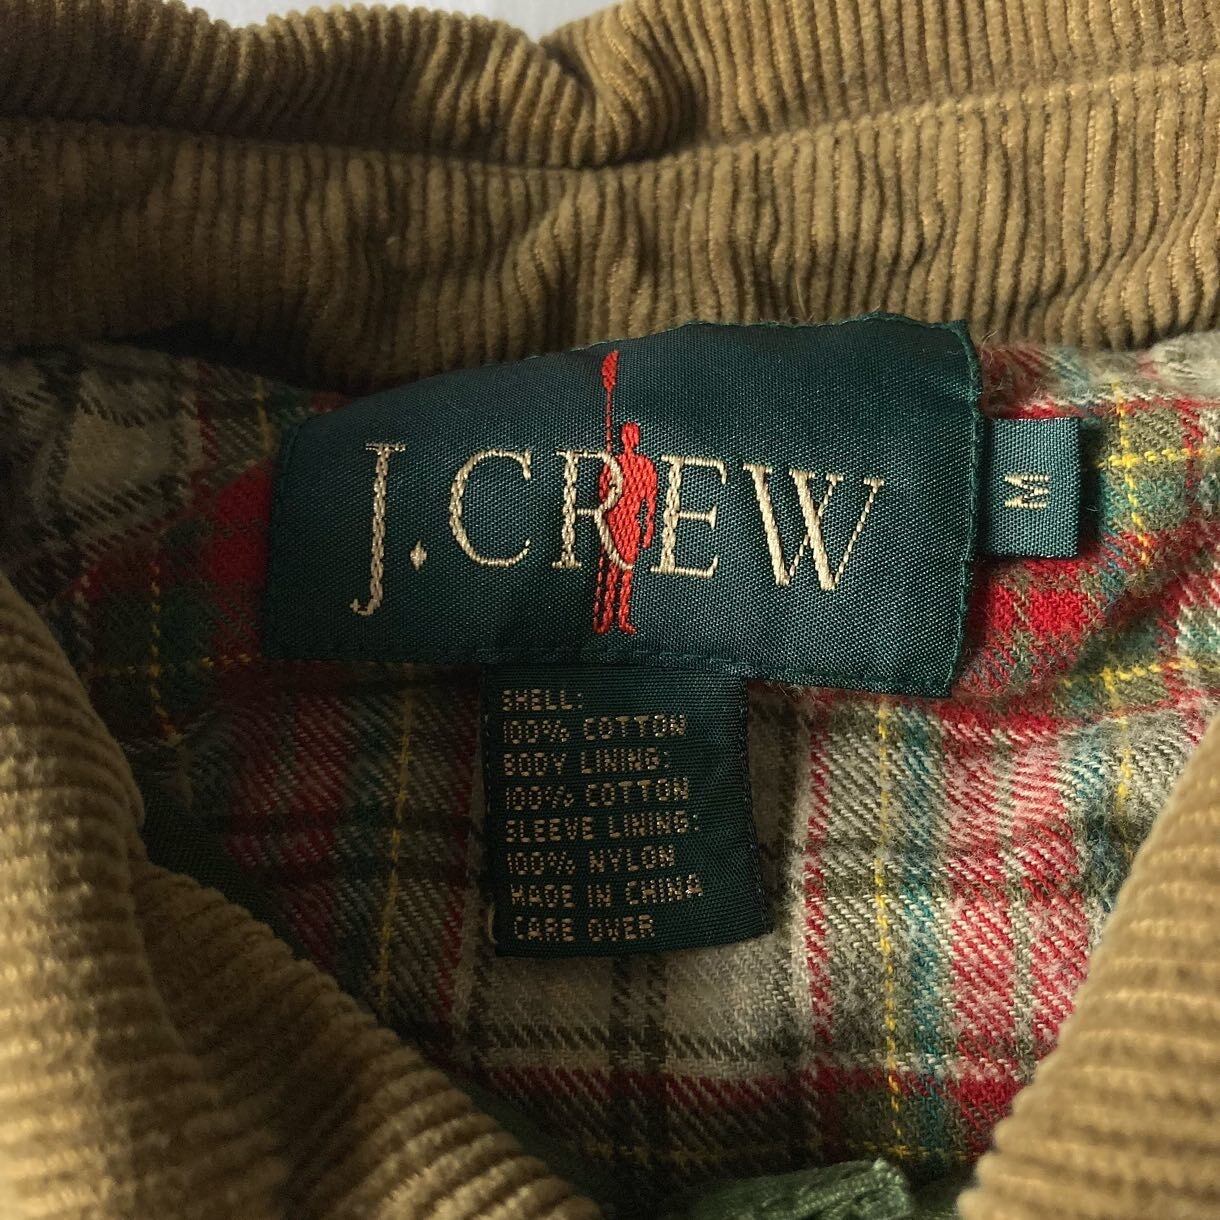 J.CREW
M
SHELL:
100% COTTON
BODY LINING:
100% COTTON
SLEEVE LINING:
100% NYLON
MADE IN CHINA
CARE OVER